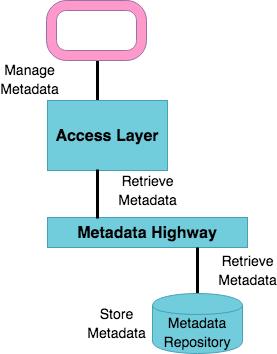 Manage
Metadata
Access Layer
Retrieve
Metadata
Metadata Highway
Retrieve
Metadata
Store
Metadata
Metadata
Repository